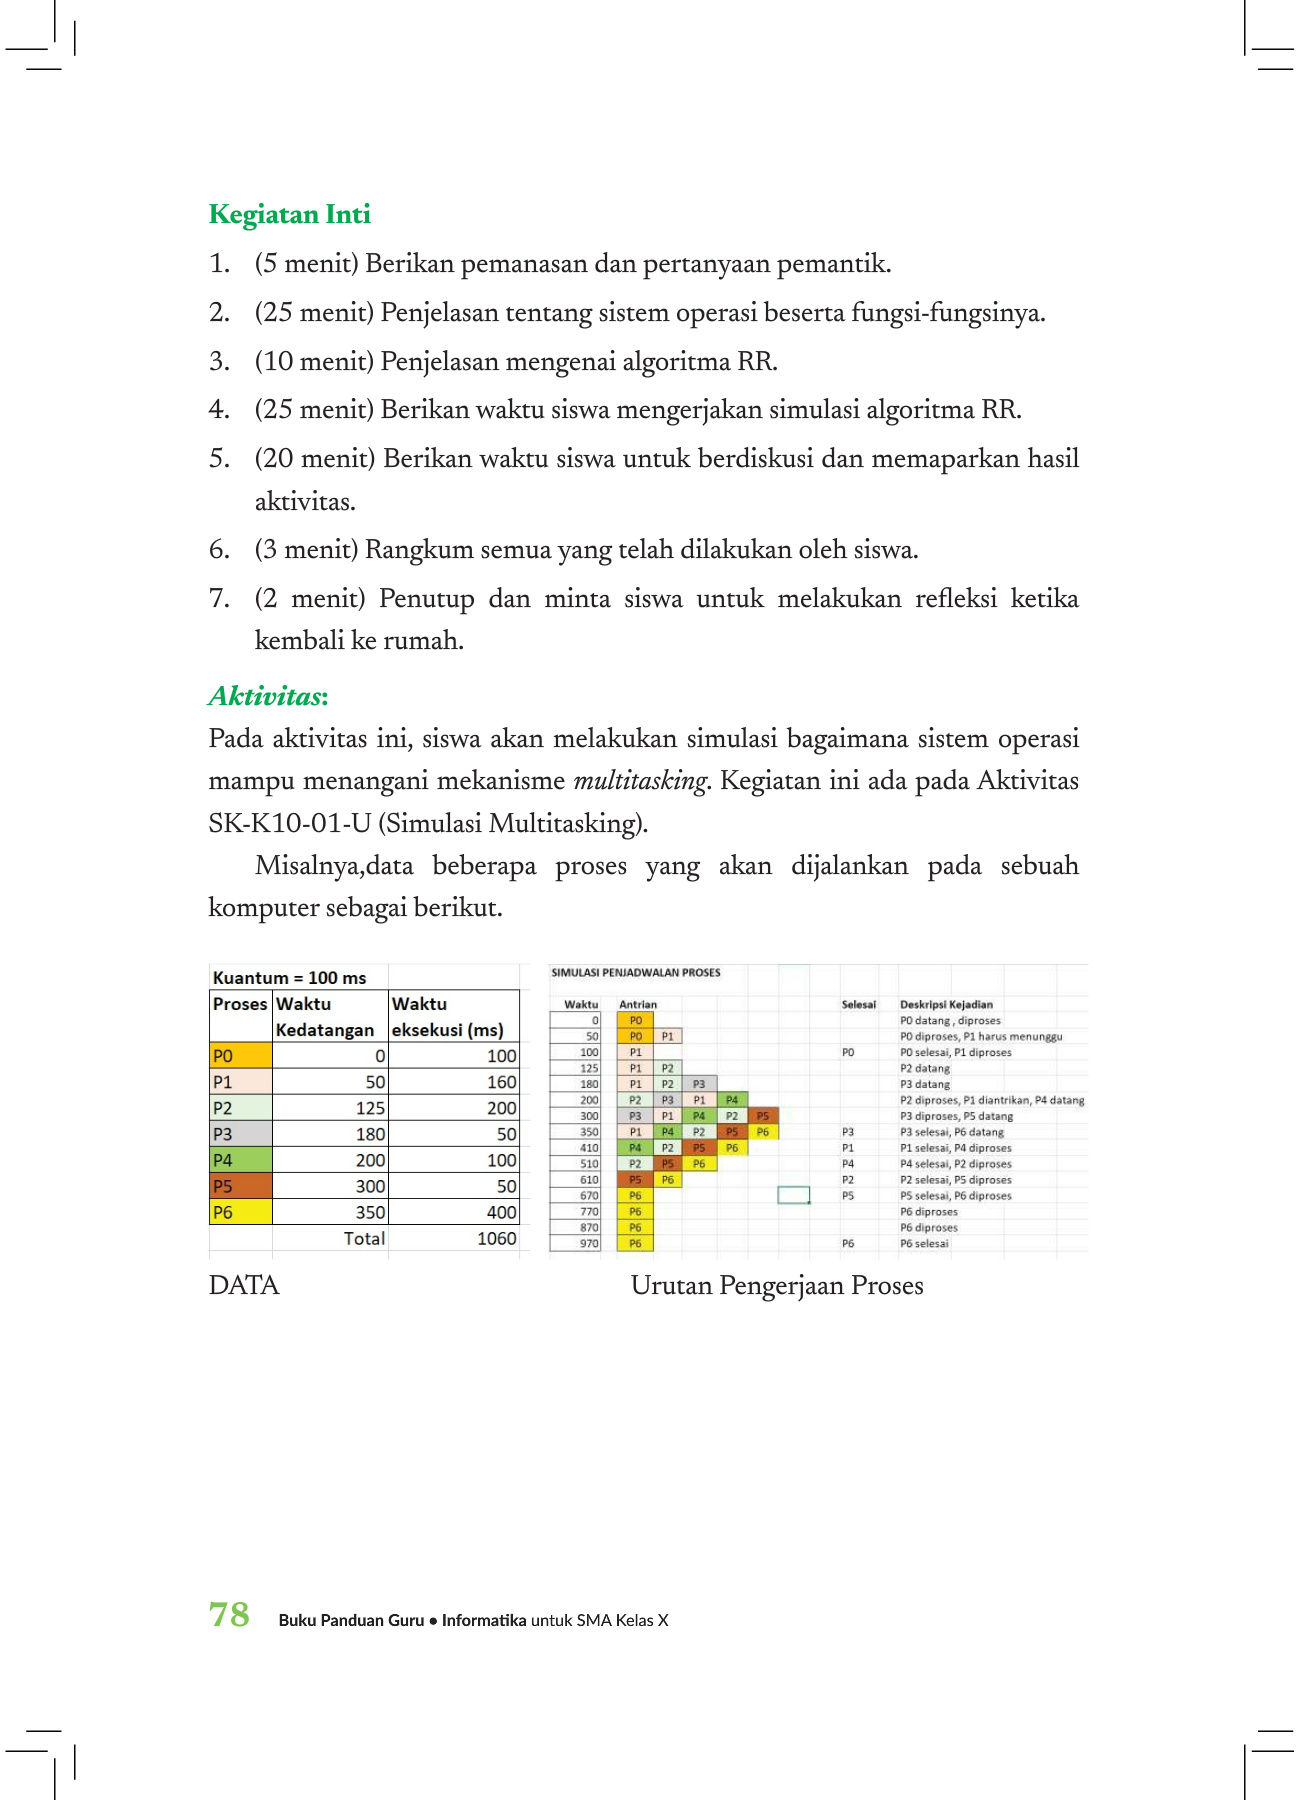 Kegiatan Inti
1. (5 menit) Berikan pemanasan dan pertanyaan pemantik.
2. (25 menit) Penjelasan tentang sistem operasi beserta fungsi-fungsinya.
3. (10 menit) Penjelasan mengenai algoritma RR.
4. (25 menit) Berikan waktu siswa mengerjakan simulasi algoritma RR.
5. (20 menit) Berikan waktu siswa untuk berdiskusi dan memaparkan hasil
aktivitas.
6. (3 menit) Rangkum semua yang telah dilakukan oleh siswa.
7. (2 menit) Penutup dan minta siswa untuk melakukan refleksi ketika
kembali ke rumah.
Aktivitas:
Pada aktivitas ini, siswa akan melakukan simulasi bagaimana sistem operasi
mampu menangani mekanisme multitasking. Kegiatan ini ada pada Aktivitas
SK-K10-01-U (Simulasi Multitasking).
Misalnya,data beberapa proses yang akan dijalankan pada sebuah
komputer sebagai berikut.
Kuantum = 100 ms
Proses Waktu Kedatangan Waktu eksekusi (ms)
P0 0 100
P1 50 160
P2 125 200
P3 180 50
P4 200 100
P5 300 50
P6 350 400
Total 1060
SIMULASI PENJADWALAN PROSES
Waktu Antrian Selesai Deskripsi Kejadian
0 P0 P0 datang , diproses
50 P0 P1 P0 diproses, P1 harus menunggu
100 P1 P0 P0 selesai, P1 diproses
125 P1 P2 P2 datang
180 P1 P2 P3 P3 datang
200 P2 P3 P1 P4 P2 diproses, P1 diantrikan, P4 datang
300 P3 P1 P4 P2 P5 P3 diproses, P5 datang
350 P1 P4 P2 P5 P6 P3 P3 selesai, P6 datang
410 P4 P2 P5 P6 P1 P1 selesai, P4 diproses
510 P2 P5 P6 P4 P4 selesai, P2 diproses
610 P5 P6 P2 P2 selesai, P5 diproses
670 P6 P5 P5 selesai, P6 diproses
770 P6 P6 diproses
870 P6 P6 diproses
970 P6 P6 P6 selesai
DATA
Urutan Pengerjaan Proses
78 Buku Panduan Guru • Informatika untuk SMA Kelas X